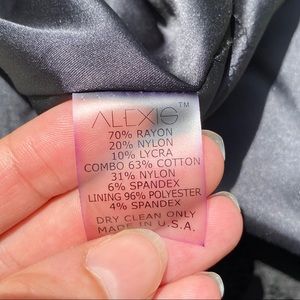 ALEXIS™
70% RAYON
20% NYLON
10% LYCRA
COMBO 63% COTTON
31% NYLON
6% SPANDEX
LINING 96% POLYESTER
4% SPANDEX
DRY CLEAN ONLY
MADE IN U.S.A.